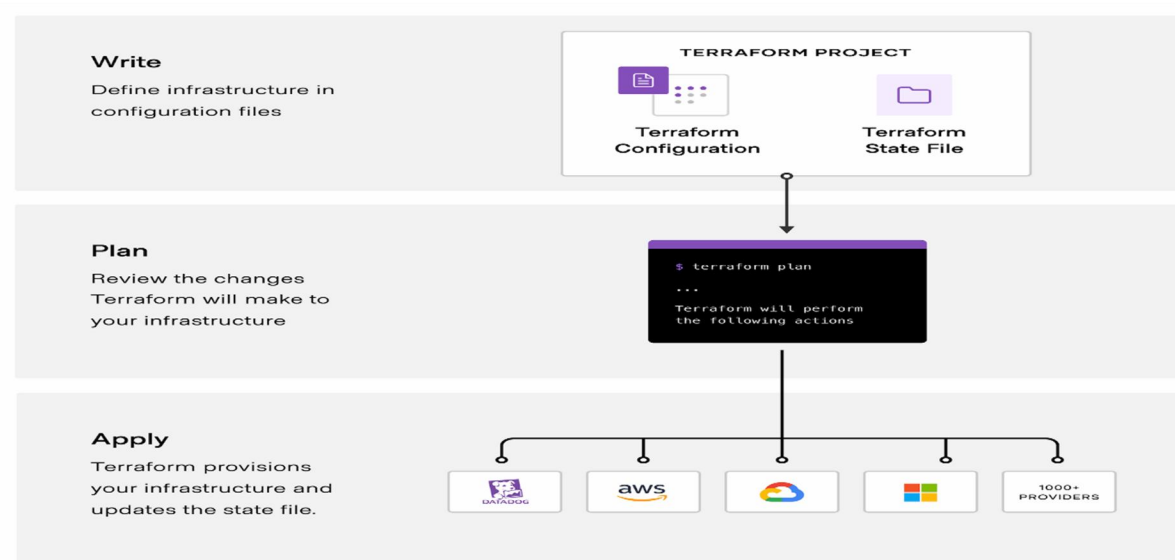 Write
Define infrastructure in
configuration files
TERRAFORM PROJECT
Terraform
Configuration
Terraform
State File
Plan
Review the changes
Terraform will make to
your infrastructure
$ terraform plan
...
Terraform will perform
the following actions
Apply
Terraform provisions
your infrastructure and
updates the state file.
DATADOG
aws
1000+
PROVIDERS